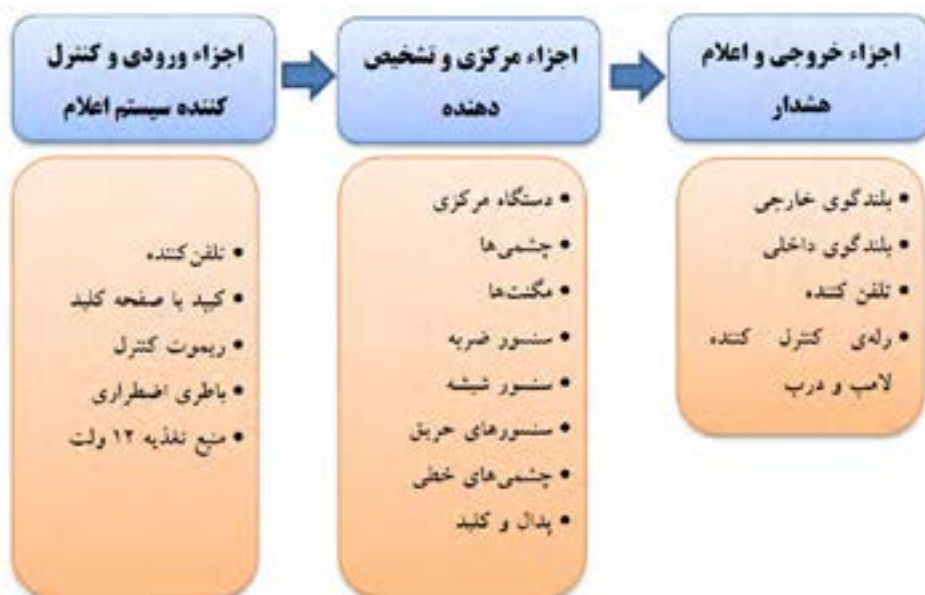 اجزاء ورودی و کنترل
کننده سیستم اعلام
• تلفن‌کننده
• کیپد یا صفحه کلید
• ریموت کنترل
• باطری اضطراری
• منبع تغذیه ۱۲ ولت
اجزاء مرکزی و تشخیص
دهنده
• دستگاه مرکزی
• چشمی‌ها
• مگنت‌ها
• سنسور ضربه
• سنسور شیشه
• سنسورهای حریق
• چشمی‌های خطی
• پدال و کلید
اجزاء خروجی و اعلام
هشدار
• بلندگوی خارجی
• بلندگوی داخلی
• تلفن کننده
• رله‌ی کنترل کننده
لامپ و درب